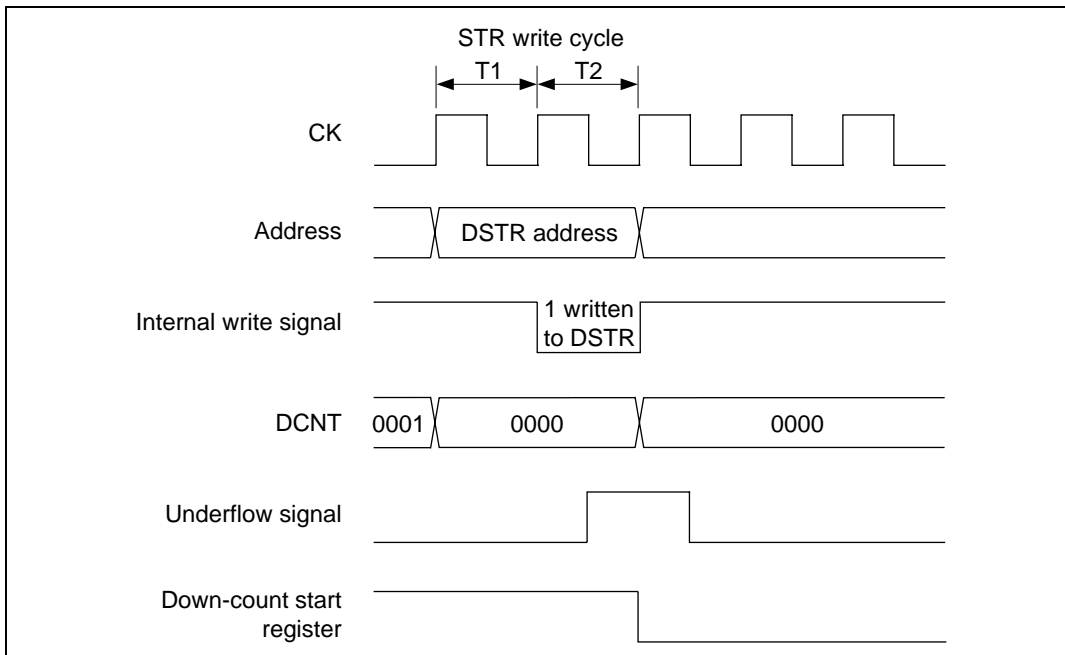 STR write cycle
T1 T2
CK
Address
DSTR address
Internal write signal
1 written
to DSTR
DCNT
0001 0000 0000
Underflow signal
Down-count start
register